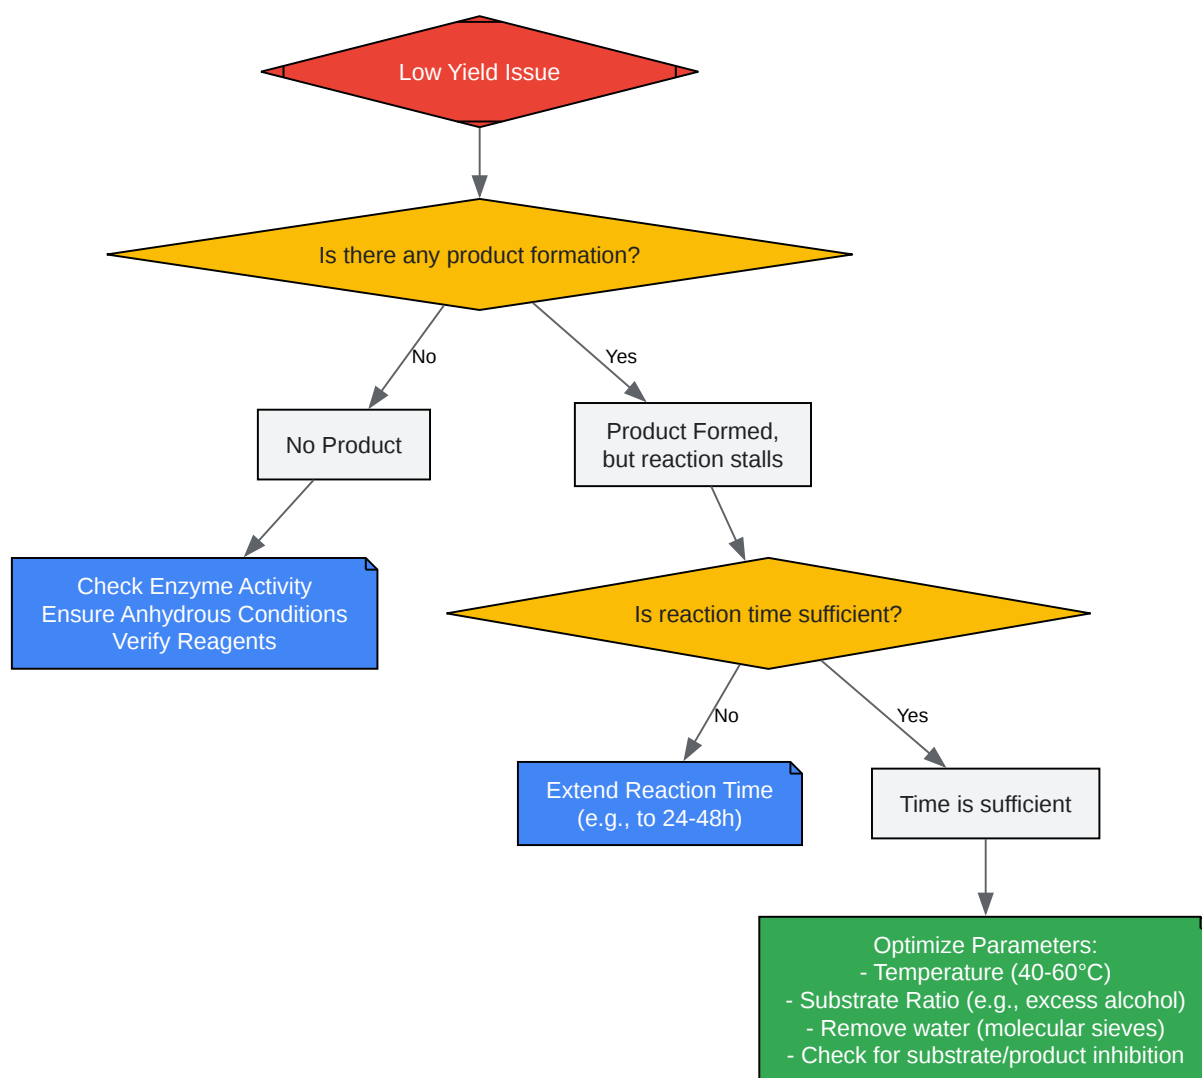 Low Yield Issue
Is there any product formation?
No
Yes
No Product
Product Formed,
but reaction stalls
Check Enzyme Activity
Ensure Anhydrous Conditions
Verify Reagents
Is reaction time sufficient?
No
Yes
Extend Reaction Time
(e.g., to 24-48h)
Time is sufficient
Optimize Parameters:
- Temperature (40-60°C)
- Substrate Ratio (e.g., excess alcohol)
- Remove water (molecular sieves)
- Check for substrate/product inhibition